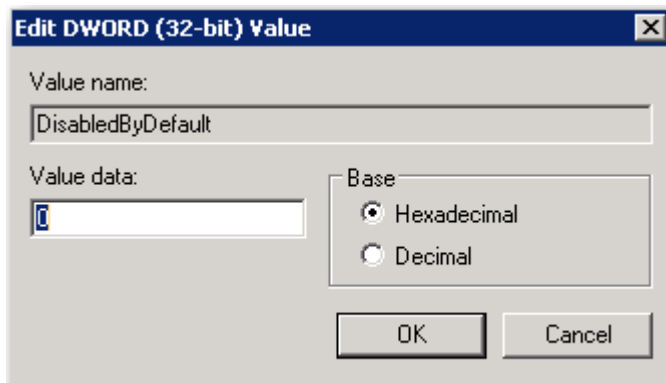 Edit DWORD (32-bit) Value
Value name:
DisabledByDefault
Value data:
0
Base
Hexadecimal
Decimal
OK
Cancel